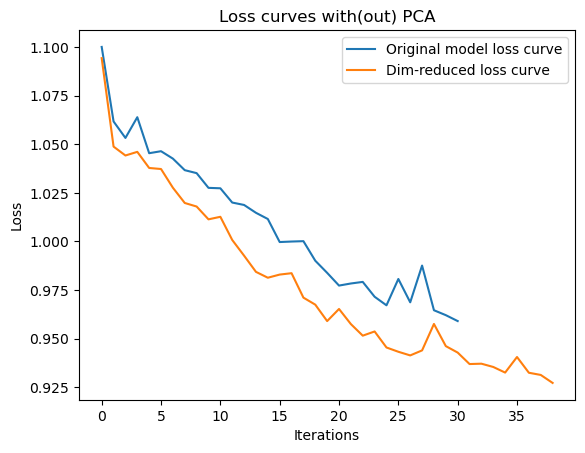 Loss curves with(out) PCA
Original model loss curve
Dim-reduced loss curve
Loss
1.100
1.075
1.050
1.025
1.000
0.975
0.950
0.925
0 5 10 15 20 25 30 35
Iterations